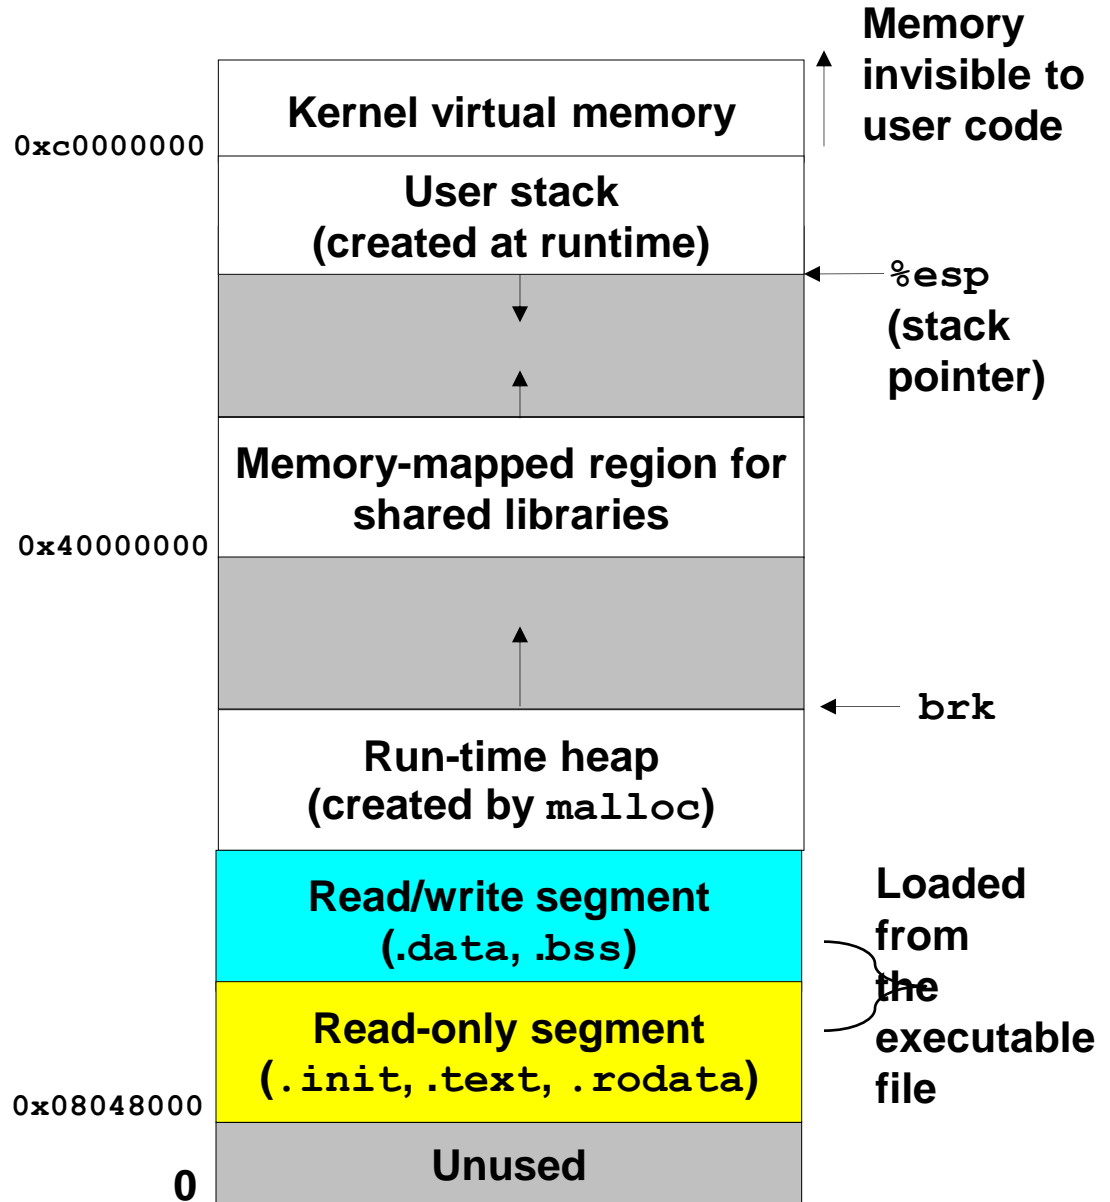 Memory
invisible to
user code
Kernel virtual memory
0xc0000000
User stack
(created at runtime)
%esp
(stack
pointer)
Memory-mapped region for
shared libraries
0x40000000
brk
Run-time heap
(created by malloc)
Read/write segment
(.data, .bss)
Loaded
from
the
executable
file
Read-only segment
(.init, .text, .rodata)
0x08048000
Unused
0